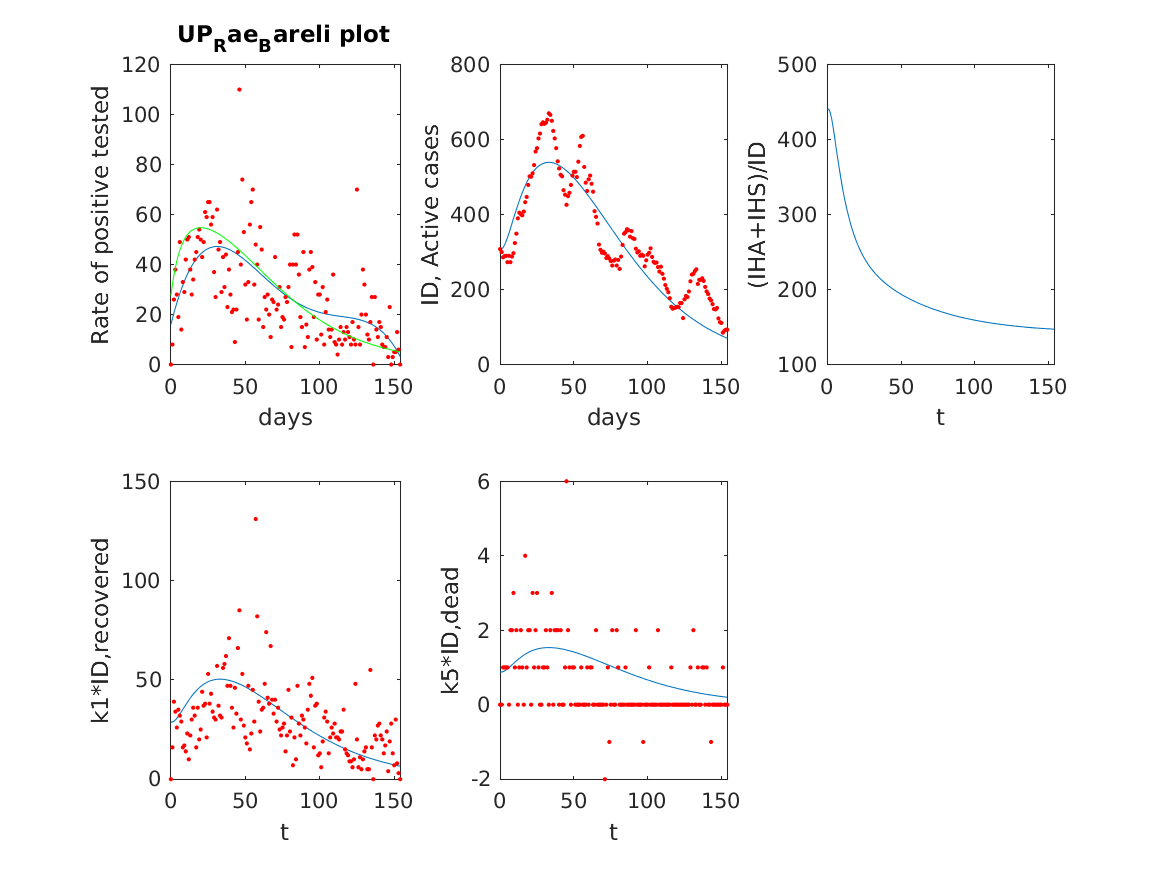 UP_Rae_Bareli plot
120
100
80
60
40
20
0
0 50 100 150
Rate of positive tested
days
800
600
400
200
0
0 50 100 150
ID, Active cases
days
500
400
300
200
100
0 50 100 150
(IHA+IHS)/ID
t
150
100
50
0
0 50 100 150
k1*ID,recovered
t
6
4
2
0
-2
0 50 100 150
k5*ID,dead
t